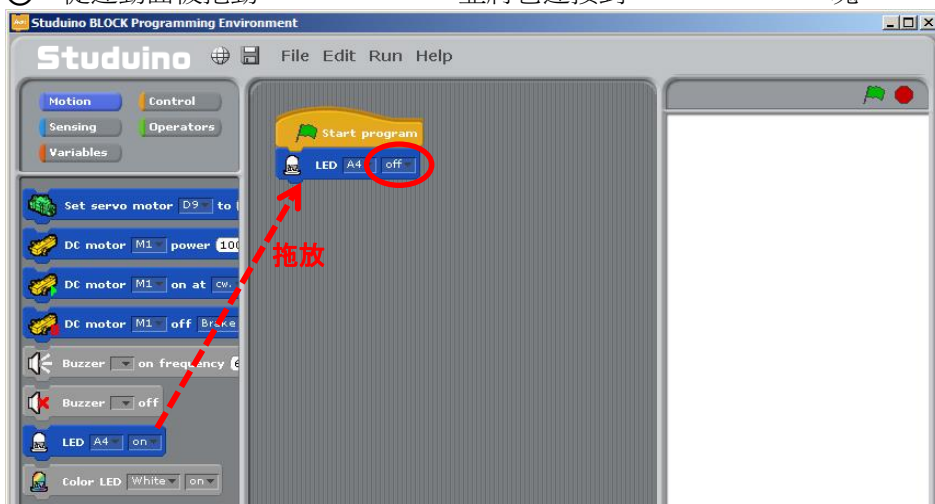 Studuino BLOCK Programming Environment
Studuino File Edit Run Help
Motion Control
Sensing Operators
Variables
Start program
LED A4 off
拖放
Set servo motor D9 to
DC motor M1 power 100
DC motor M1 on at cw.
DC motor M1 off Brake
Buzzer on frequency
Buzzer off
LED A4 on
Color LED White on